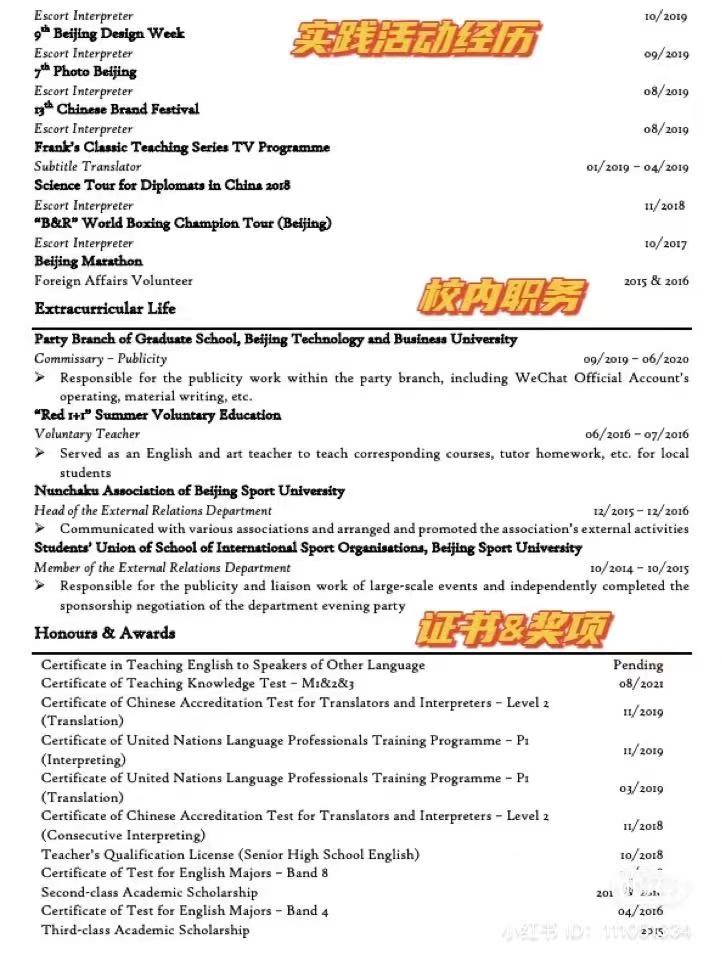 Escort Interpreter 10/2019
实践活动经历
9th Beijing Design Week
Escort Interpreter 09/2019
7th Photo Beijing
Escort Interpreter 08/2019
13th Chinese Brand Festival
Escort Interpreter 08/2019
Frank's Classic Teaching Series TV Programme
Subtitle Translator 01/2019 – 04/2019
Science Tour for Diplomats in China 2018
Escort Interpreter 11/2018
"B&R" World Boxing Champion Tour (Beijing)
Escort Interpreter 10/2017
Beijing Marathon
Foreign Affairs Volunteer 2015 & 2016
校内职务
Extracurricular Life
Party Branch of Graduate School, Beijing Technology and Business University
Commissary – Publicity 09/2019 – 06/2020
➤ Responsible for the publicity work within the party branch, including WeChat Official Account's
operating, material writing, etc.
"Red 1+1" Summer Voluntary Education
Voluntary Teacher 06/2016 – 07/2016
➤ Served as an English and art teacher to teach corresponding courses, tutor homework, etc. for local
students
Nunchaku Association of Beijing Sport University
Head of the External Relations Department 12/2015 – 12/2016
➤ Communicated with various associations and arranged and promoted the association's external activities
Students' Union of School of International Sport Organisations, Beijing Sport University
Member of the External Relations Department 10/2014 – 10/2015
➤ Responsible for the publicity and liaison work of large-scale events and independently completed the
sponsorship negotiation of the department evening party
证书&奖项
Honours & Awards
Certificate in Teaching English to Speakers of Other Language Pending
Certificate of Teaching Knowledge Test – M1&2&3 08/2021
Certificate of Chinese Accreditation Test for Translators and Interpreters – Level 2
(Translation) 11/2019
Certificate of United Nations Language Professionals Training Programme – P1
(Interpreting) 11/2019
Certificate of United Nations Language Professionals Training Programme – P1
(Translation) 03/2019
Certificate of Chinese Accreditation Test for Translators and Interpreters – Level 2
(Consecutive Interpreting) 11/2018
Teacher's Qualification License (Senior High School English) 10/2018
Certificate of Test for English Majors – Band 8
Second-class Academic Scholarship
Certificate of Test for English Majors – Band 4 04/2016
Third-class Academic Scholarship 2015
小红书 ID: